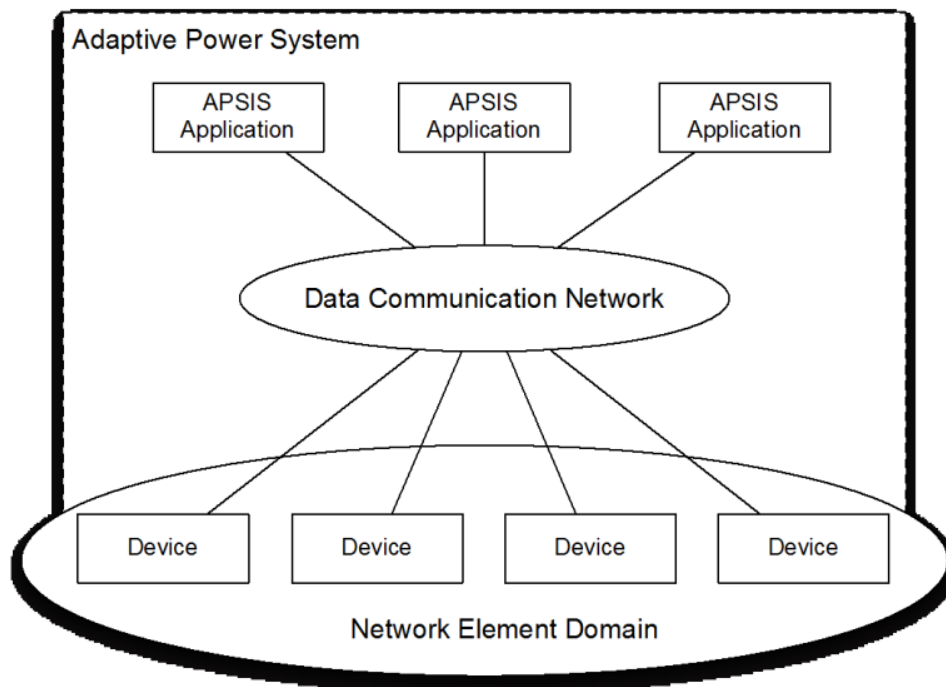 Adaptive Power System
APSIS
Application
APSIS
Application
APSIS
Application
Data Communication Network
Device
Device
Device
Device
Network Element Domain